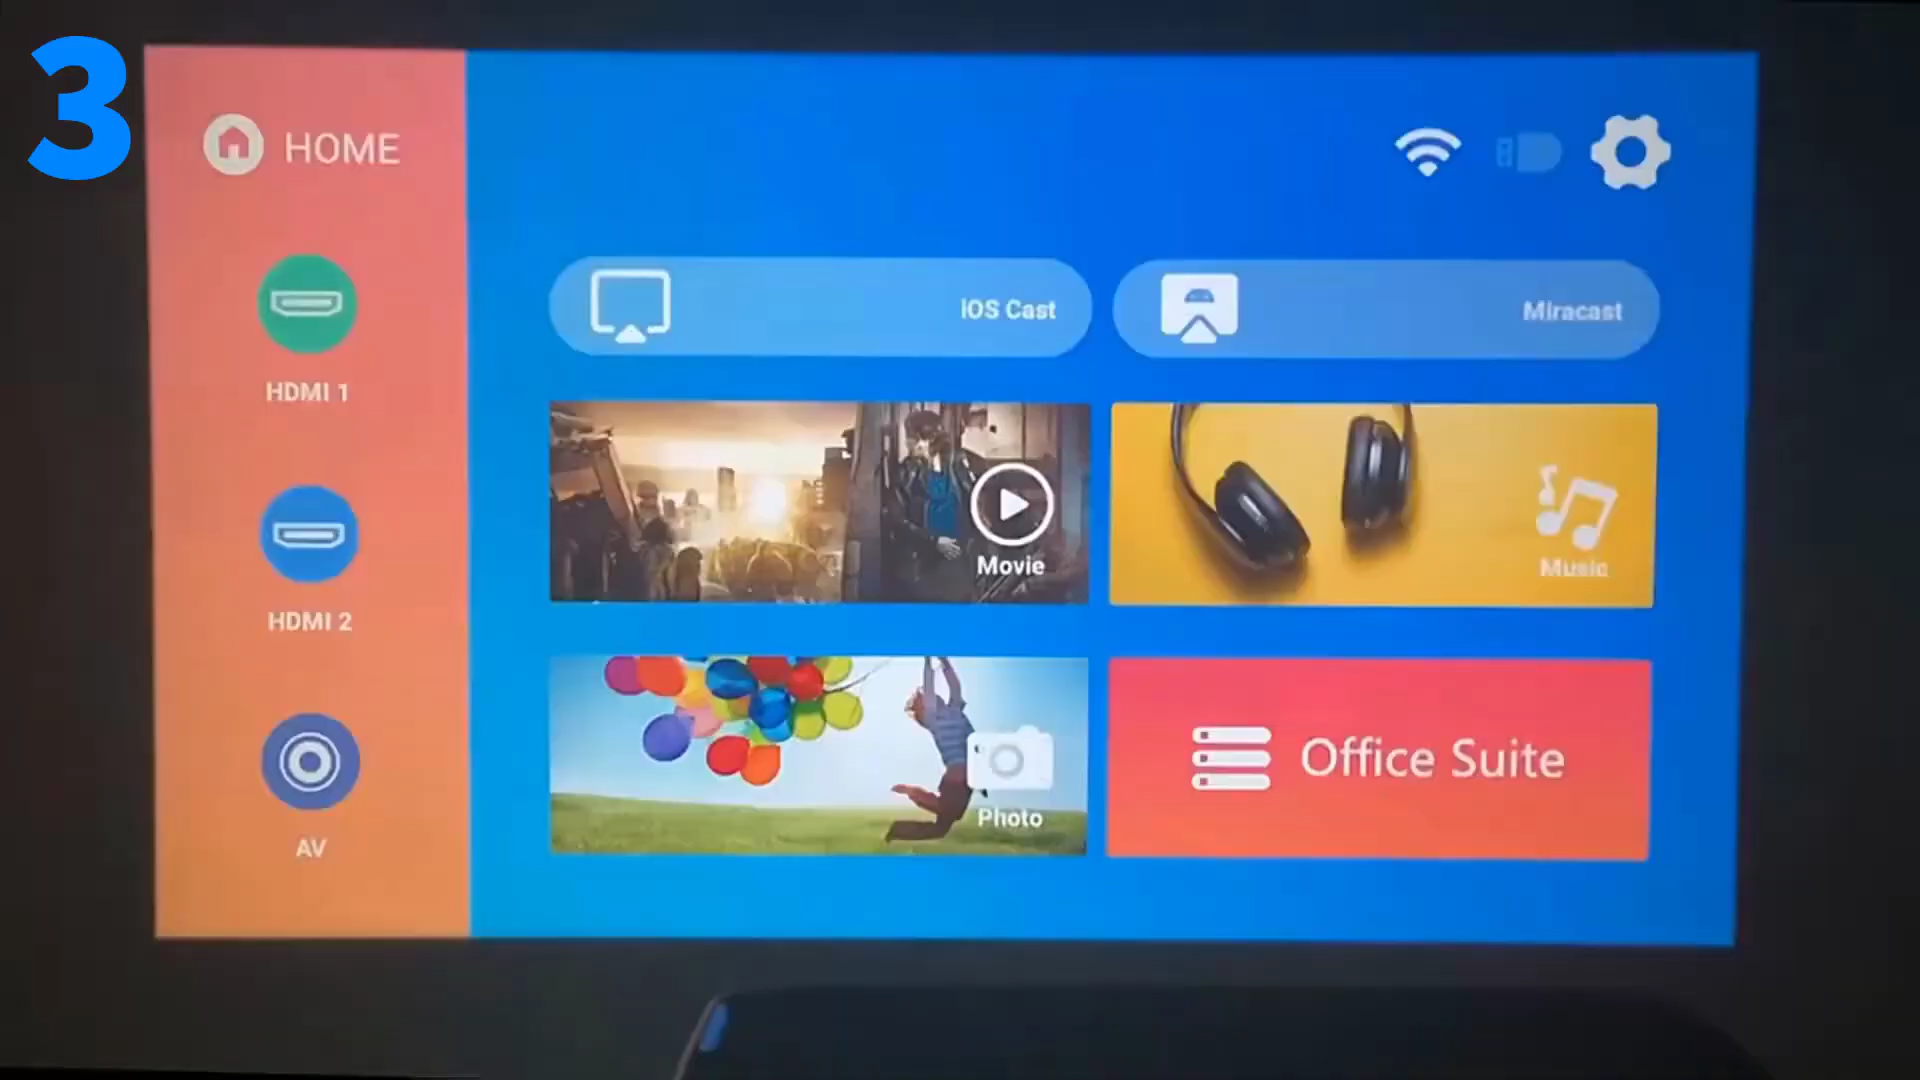 3
HOME
HDMI 1
HDMI 2
AV
iOS Cast
Miracast
Movie
Music
Photo
Office Suite